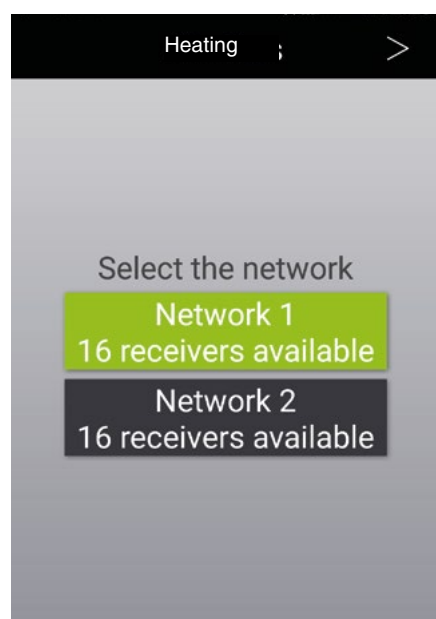 Heating
>
Select the network
Network 1
16 receivers available
Network 2
16 receivers available